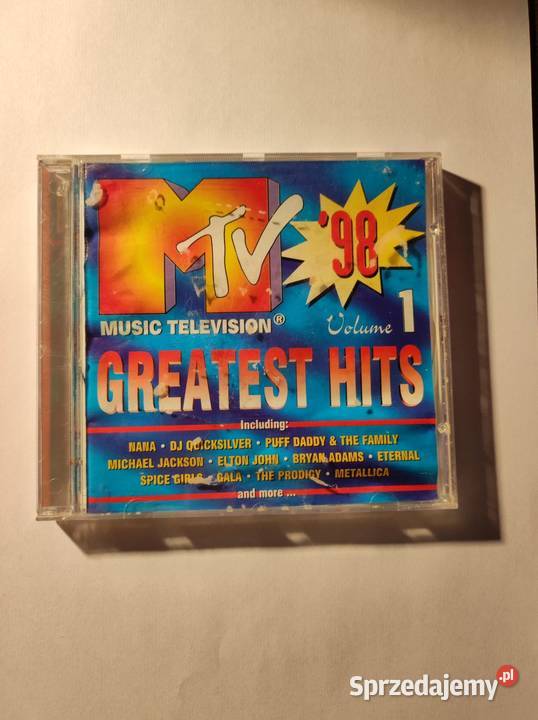 MTV
'98
MUSIC TELEVISION®
Volume 1
GREATEST HITS
Including:
NANA • DJ QUICKSILVER • PUFF DADDY & THE FAMILY
MICHAEL JACKSON • ELTON JOHN • BRYAN ADAMS • ETERNAL
SPICE GIRLS • GALA • THE PRODIGY • METALLICA
and more ...
Sprzedajemy.pl